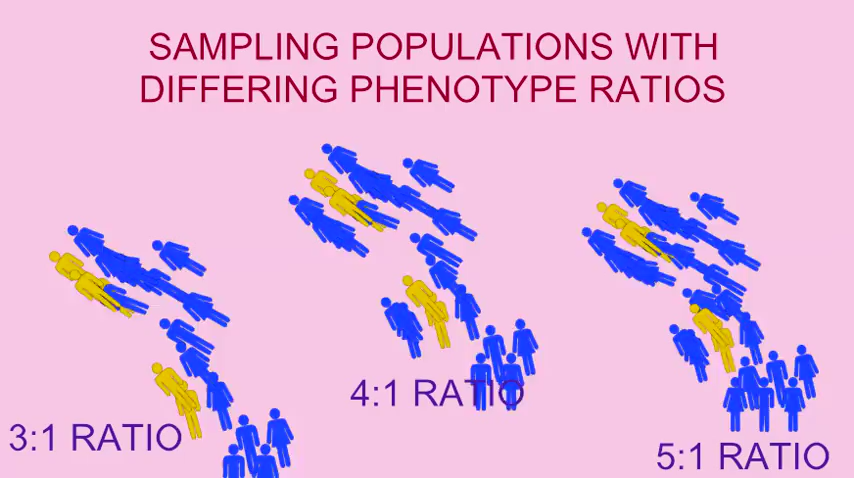 SAMPLING POPULATIONS WITH
DIFFERING PHENOTYPE RATIOS
3:1 RATIO
4:1 RATIO
5:1 RATIO